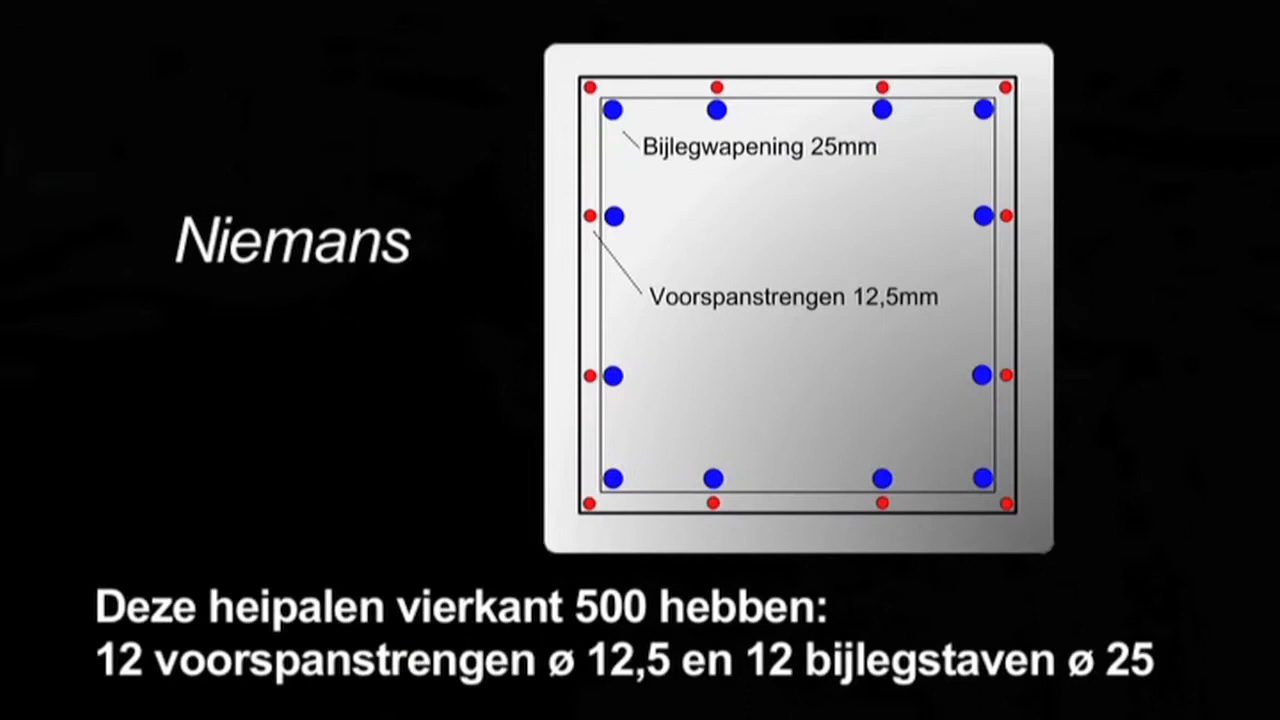 Bijlegwapening 25mm
Niemans
Voorspanstrengen 12,5mm
Deze heipalen vierkant 500 hebben:
12 voorspanstrengen ø 12,5 en 12 bijlegstaven ø 25